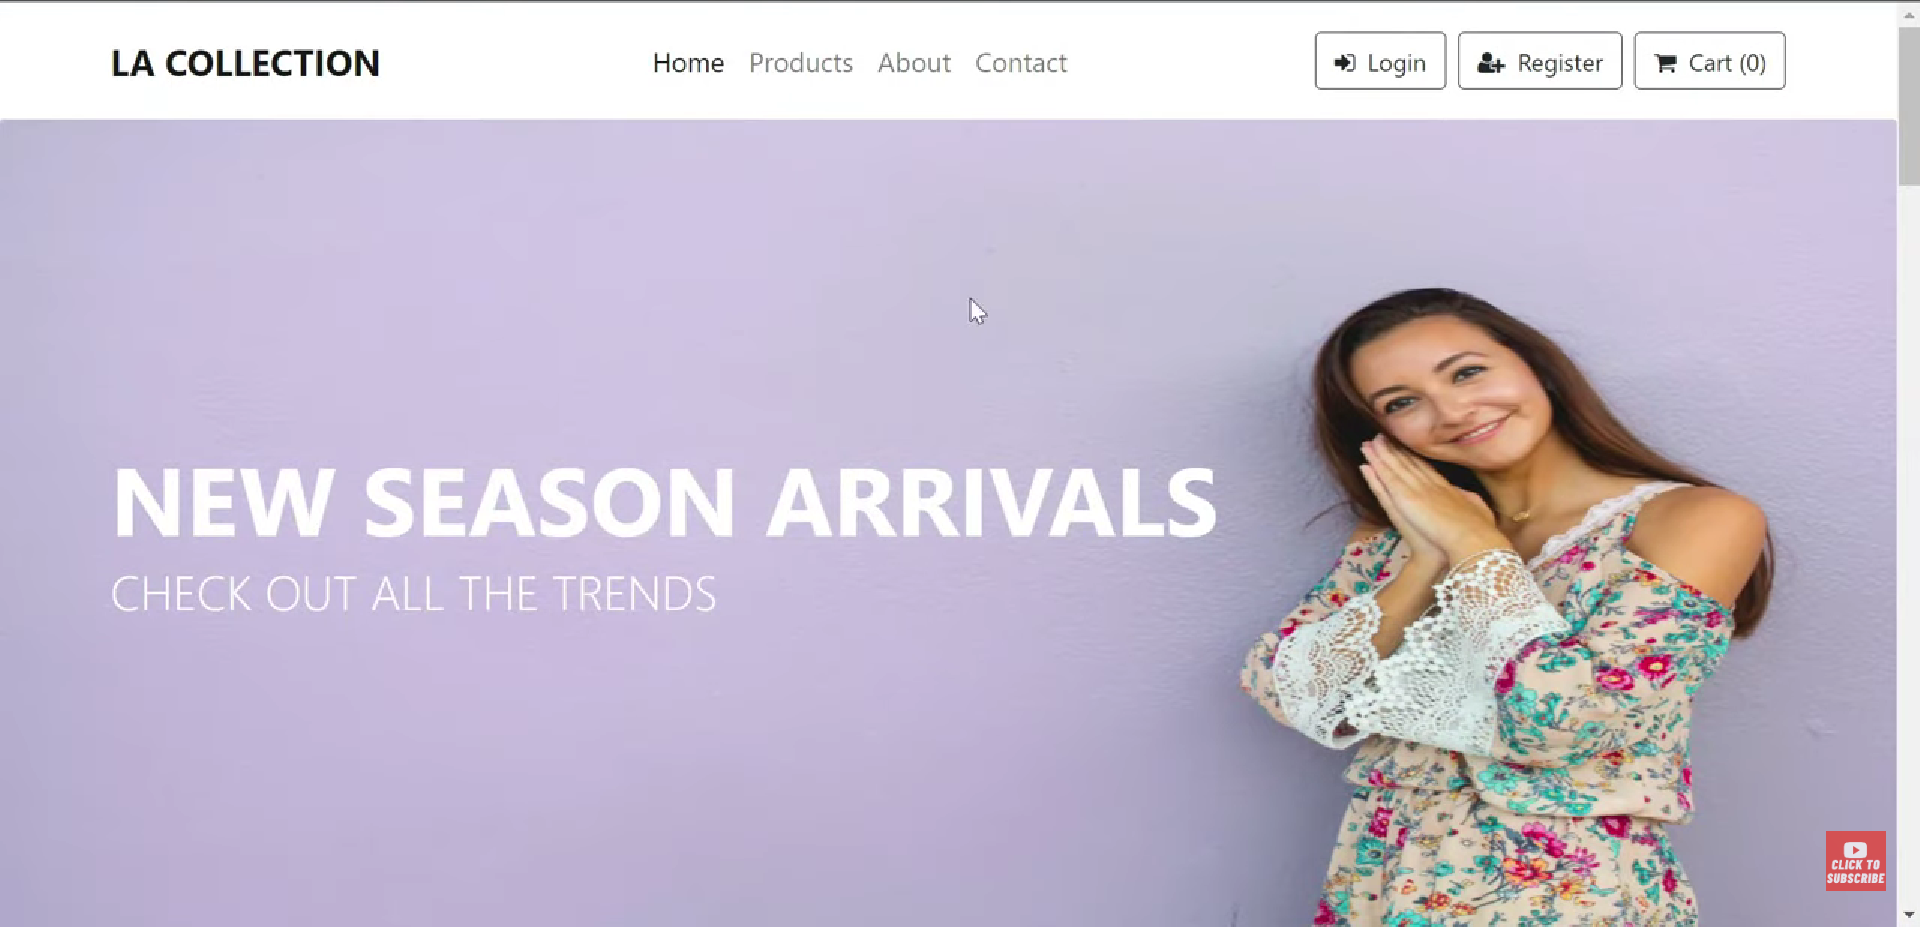 LA COLLECTION
Home Products About Contact
Login Register Cart (0)
NEW SEASON ARRIVALS
CHECK OUT ALL THE TRENDS
CLICK TO
SUBSCRIBE